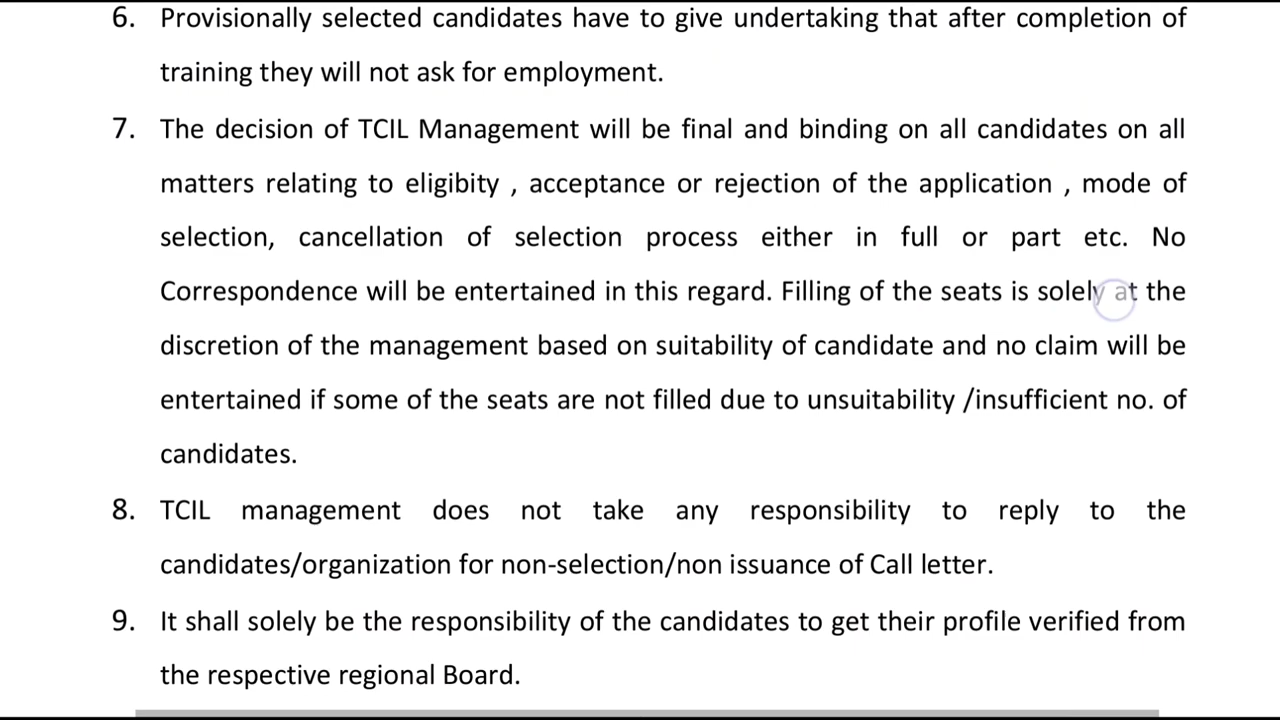 6. Provisionally selected candidates have to give undertaking that after completion of
training they will not ask for employment.
7. The decision of TCIL Management will be final and binding on all candidates on all
matters relating to eligibity , acceptance or rejection of the application , mode of
selection, cancellation of selection process either in full or part etc. No
Correspondence will be entertained in this regard. Filling of the seats is solely at the
discretion of the management based on suitability of candidate and no claim will be
entertained if some of the seats are not filled due to unsuitability /insufficient no. of
candidates.
8. TCIL management does not take any responsibility to reply to the
candidates/organization for non-selection/non issuance of Call letter.
9. It shall solely be the responsibility of the candidates to get their profile verified from
the respective regional Board.